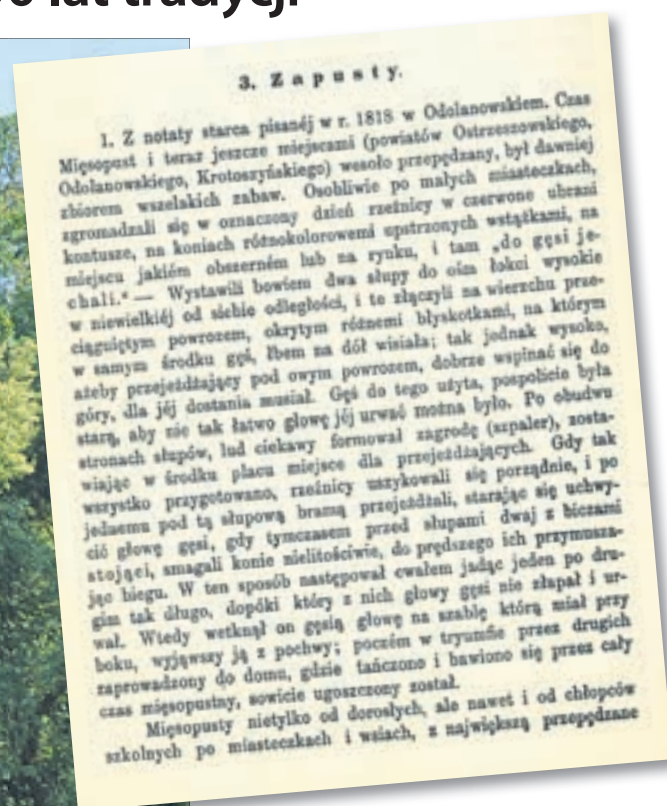 lat tradycji
3. Zapusty.
1. Z notaty starca pisanéj w r. 1818 w Odolanowskiem. Czas
Mięsopust i teraz jeszcze miejscami (powiatów Ostrzeszowskiego,
Odolanowskiego, Krotoszyńskiego) wesoło przepędzany, był dawniej
zbiorem wszelakich zabaw. Osobliwie po małych miasteczkach,
zgromadzali się w oznaczony dzień rzeźnicy w czerwone ubrani
kontusze, na koniach różnokolorowemi upstrzonych wstążkami, na
miejscu jakiém obszerném lub na rynku, i tam „do gęsi je-
chali.“ — Wystawili bowiem dwa słupy do ośm łokci wysokie
w niewielkiéj od siebie odległości, i te złączyli na wierzchu prze-
ciągniętym powrozem, okrytym różnemi błyskotkami, na którym
w samym środku gęś, łbem na dół wisiała; tak jednak wysoko,
ażeby przejeżdżający pod owym powrozem, dobrze wspinać się do
góry, dla jéj dostania musiał. Gęś do tego użyta, pospolicie była
starą, aby nie tak łatwo głowę jéj urwać można było. Po obudwu
stronach słupów, lud ciekawy formował zagrodę (szpaler), zosta-
wiając w środku placu miejsce dla przejeżdżających. Gdy tak
wszystko przygotowano, rzeźnicy uszykowali się porządnie, i po
jednemu pod tą słupową bramą przejeżdżali, starając się uchwy-
cić głowę gęsi, gdy tymczasem przed słupami dwaj z biczami
stojąci, smagali konie nielitościwie, do prędszego ich przymusza-
jąc biegu. W ten sposób następował cwałem jadąc jeden po dru-
gim tak długo, dopóki który z nich głowy gęsi nie złapał i ur-
wał. Wtedy wetknął on gęsią głowę na szablę którą miał przy
boku, wyjąwszy ją z pochwy; poczém w tryumfie przez drugich
zaprowadzony do domu, gdzie tańczono i bawiono się przez cały
czas mięsopustny, sowicie ugoszczony został.
Mięsopusty nietylko od dorosłych, ale nawet i od chłopców
szkolnych po miasteczkach i wsiach, z największą przepędzane